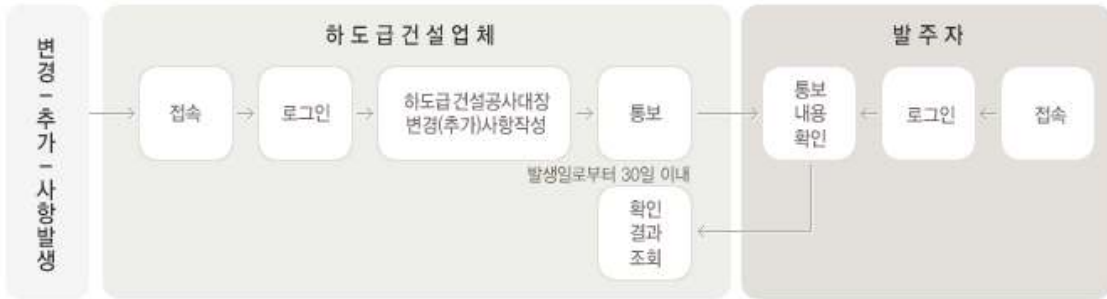 변경-추가-사항발생
하도급건설업체
접속
로그인
하도급건설공사대장
변경(추가)사항작성
통보
발생일로부터 30일 이내
확인
결과
조회
발주자
통보
내용
확인
로그인
접속